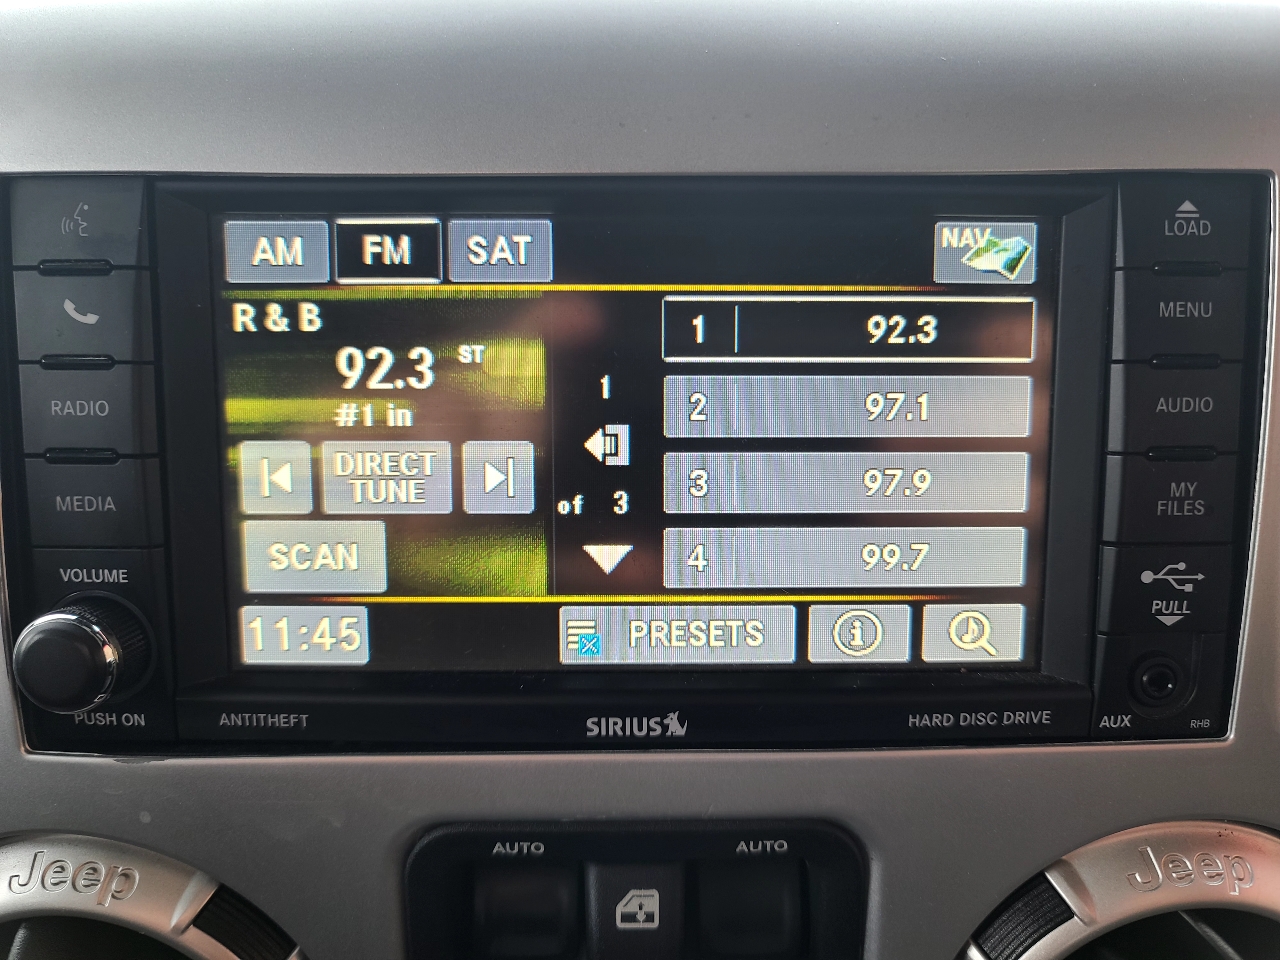 AM
FM
SAT
NAV
R & B
92.3 ST
#1 in
DIRECT
TUNE
SCAN
11:45
1
of 3
1 92.3
2 97.1
3 97.9
4 99.7
PRESETS
RADIO
MEDIA
VOLUME
PUSH ON
LOAD
MENU
AUDIO
MY
FILES
PULL
AUX
RHB
ANTITHEFT
SIRIUS
HARD DISC DRIVE
AUTO
AUTO
Jeep
Jeep